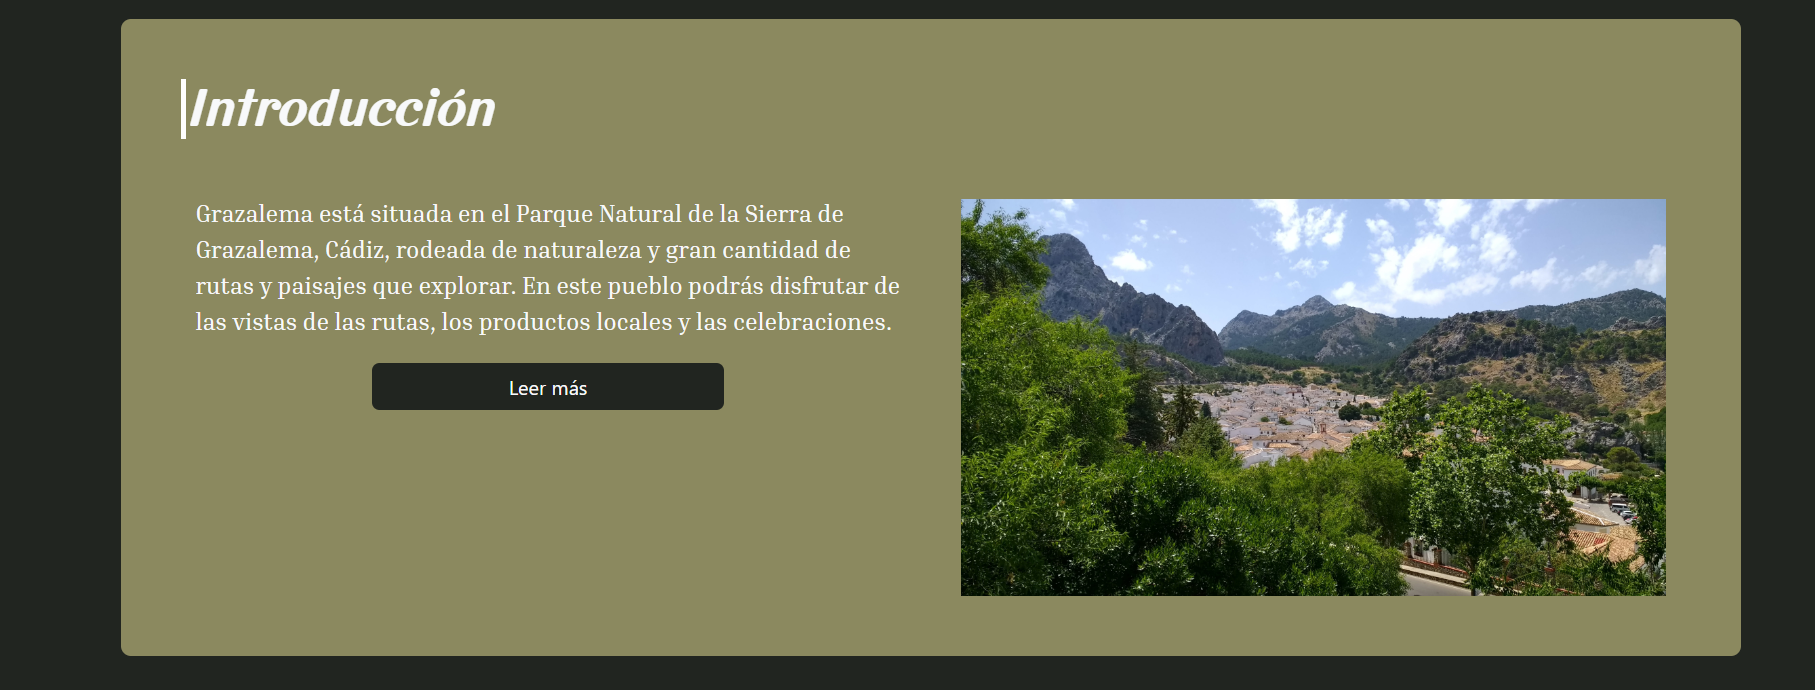 Introducción
Grazalema está situada en el Parque Natural de la Sierra de
Grazalema, Cádiz, rodeada de naturaleza y gran cantidad de
rutas y paisajes que explorar. En este pueblo podrás disfrutar de
las vistas de las rutas, los productos locales y las celebraciones.
Leer más